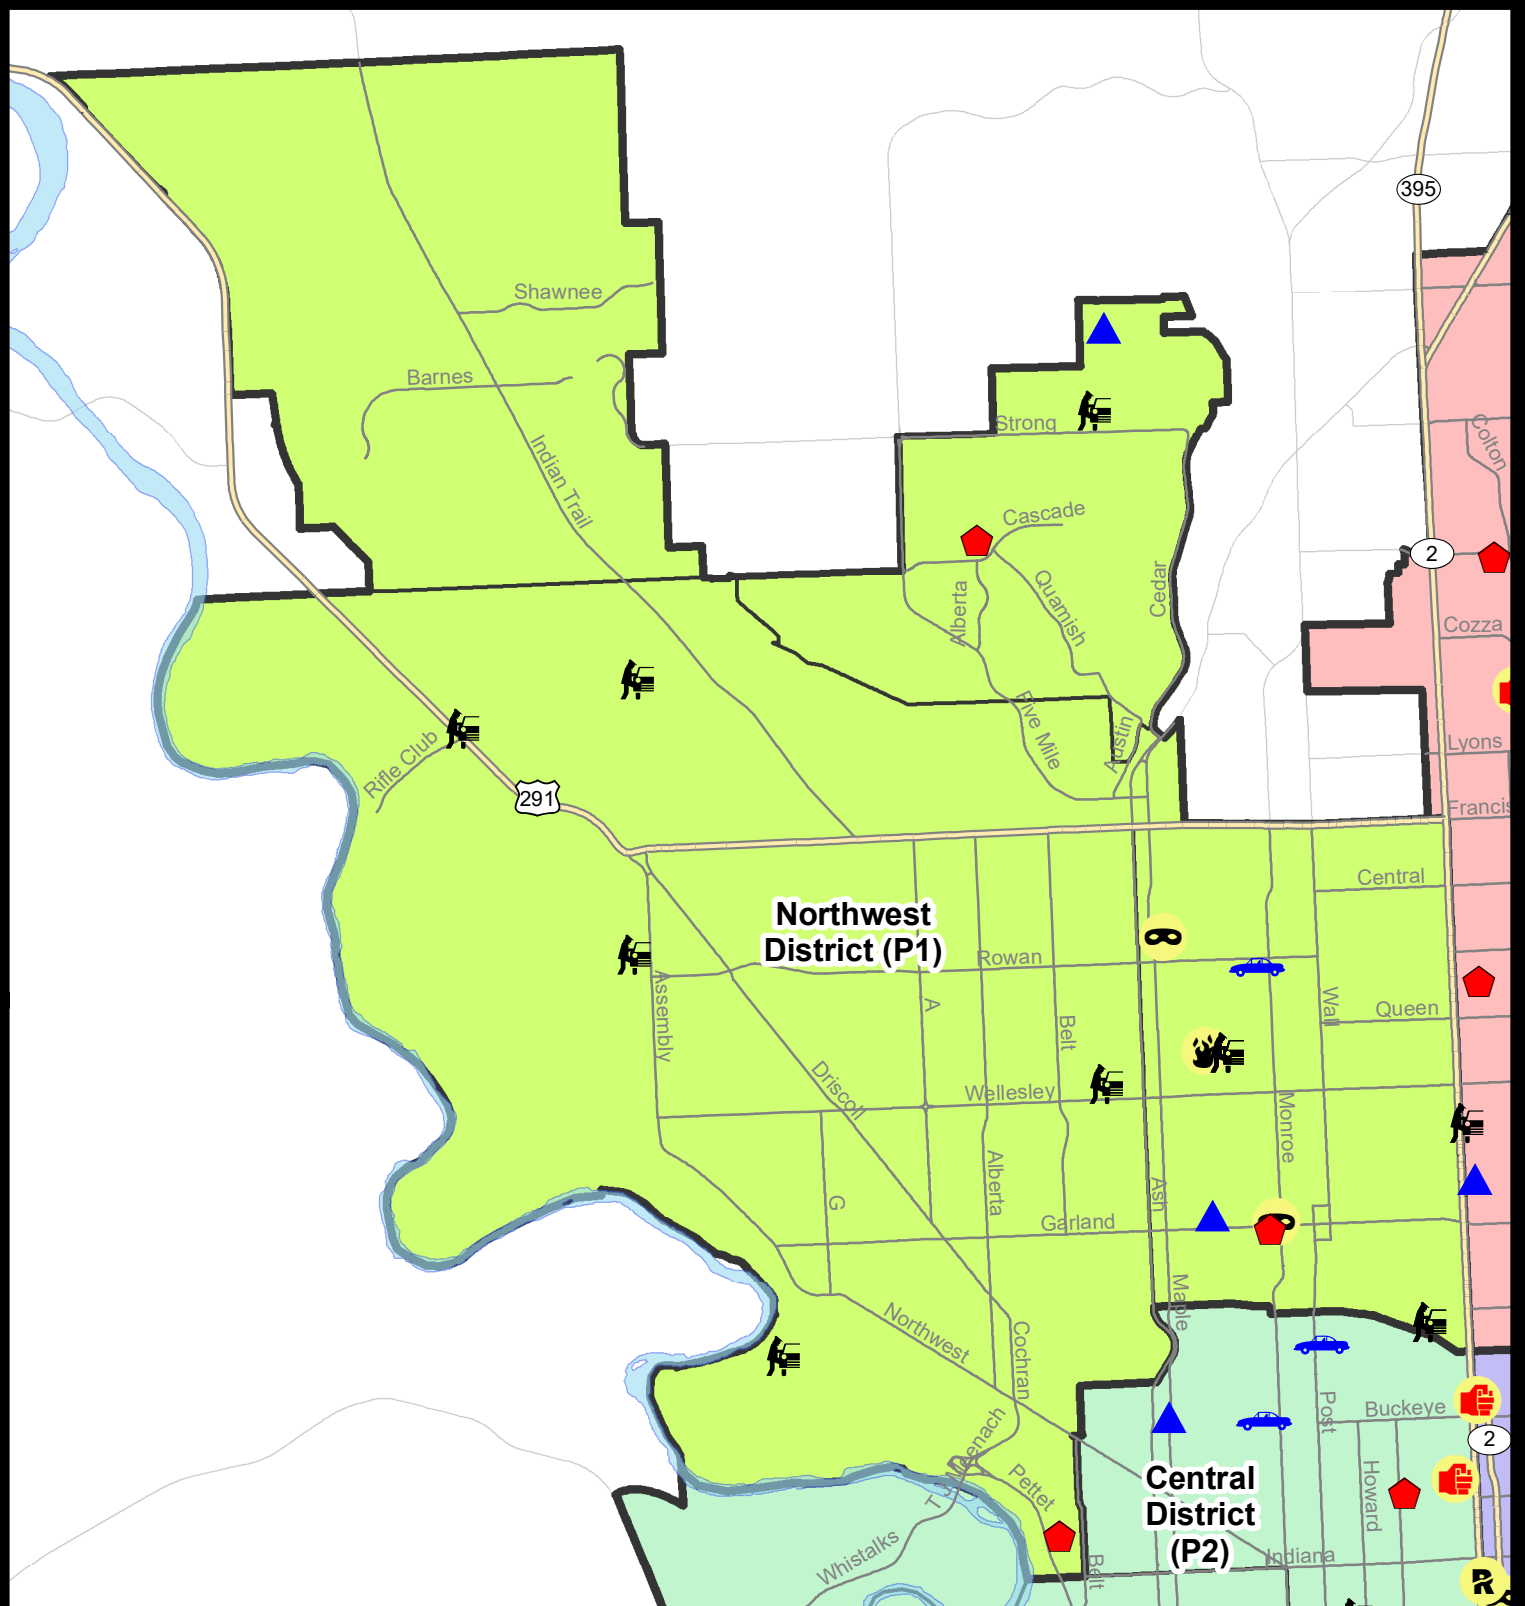 395
Shawnee
Barnes
Strong
Colton
Indian Trail
Cascade
2
Alberta
Quamish
Cedar
Cozza
Five Mile
Austin
Lyons
Rifle Club
291
Francis
Central
Northwest
District (P1)
Rowan
Assembly
A
Belt
Wall
Queen
Driscoll
Wellesley
Monroe
Alberta
Ash
G
Garland
Maple
Northwest
Cochran
Post
Buckeye
2
T J Meenach
Pettet
Howard
Central
District
(P2)
Whistalks
Belt
Indiana
R